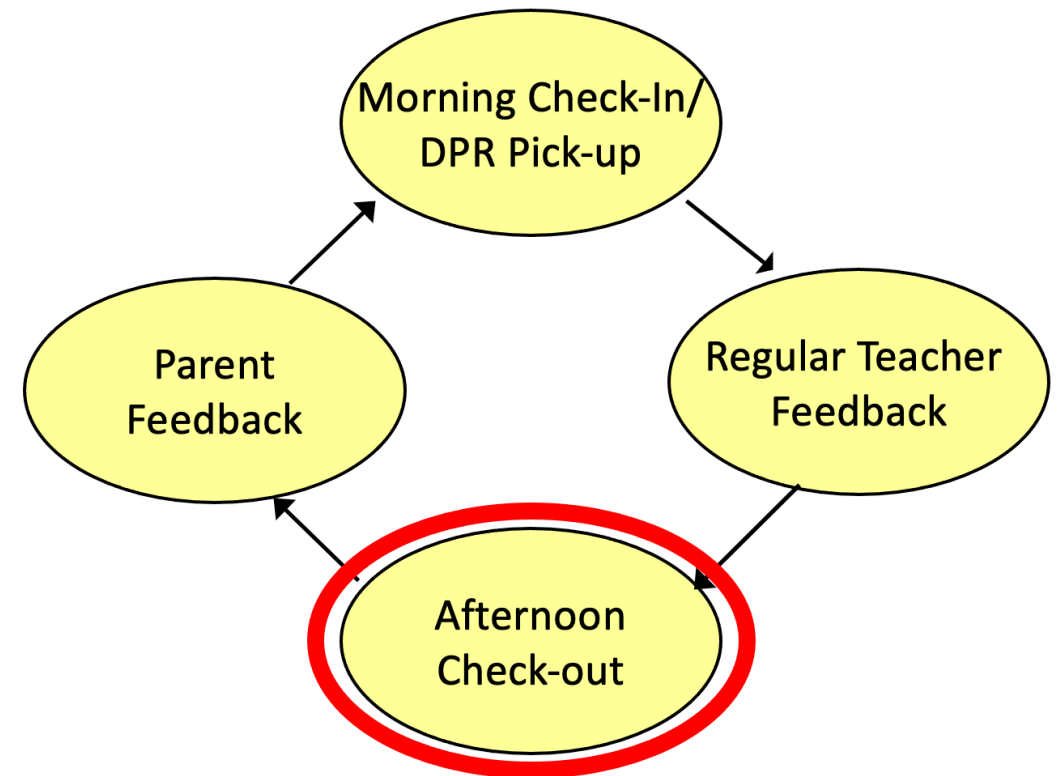 Morning Check-In/
DPR Pick-up
Regular Teacher
Feedback
Afternoon
Check-out
Parent
Feedback